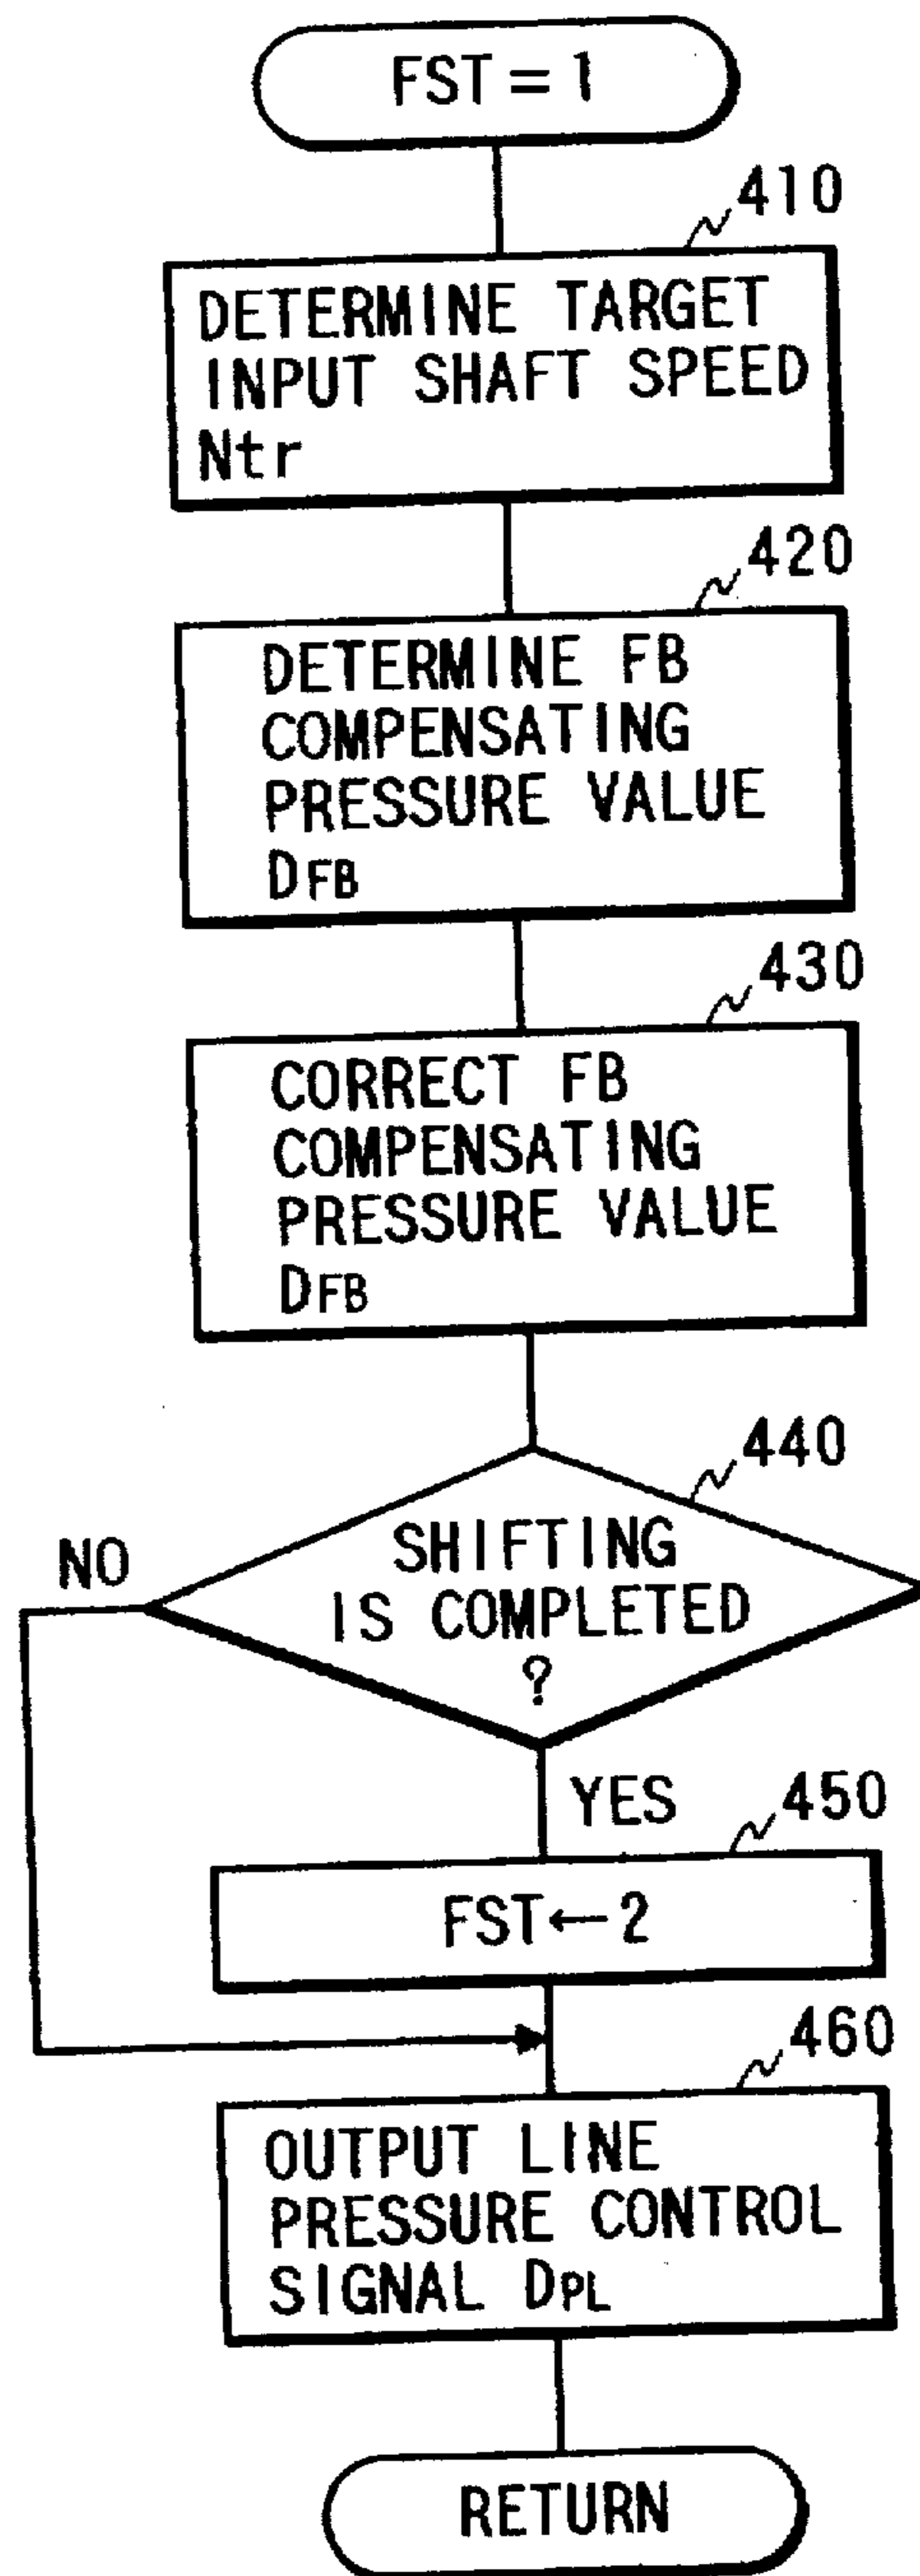 FST = 1
410
DETERMINE TARGET
INPUT SHAFT SPEED
Ntr
420
DETERMINE FB
COMPENSATING
PRESSURE VALUE
DFB
430
CORRECT FB
COMPENSATING
PRESSURE VALUE
DFB
440
SHIFTING
IS COMPLETED
?
NO
YES
450
FST←2
460
OUTPUT LINE
PRESSURE CONTROL
SIGNAL DPL
RETURN